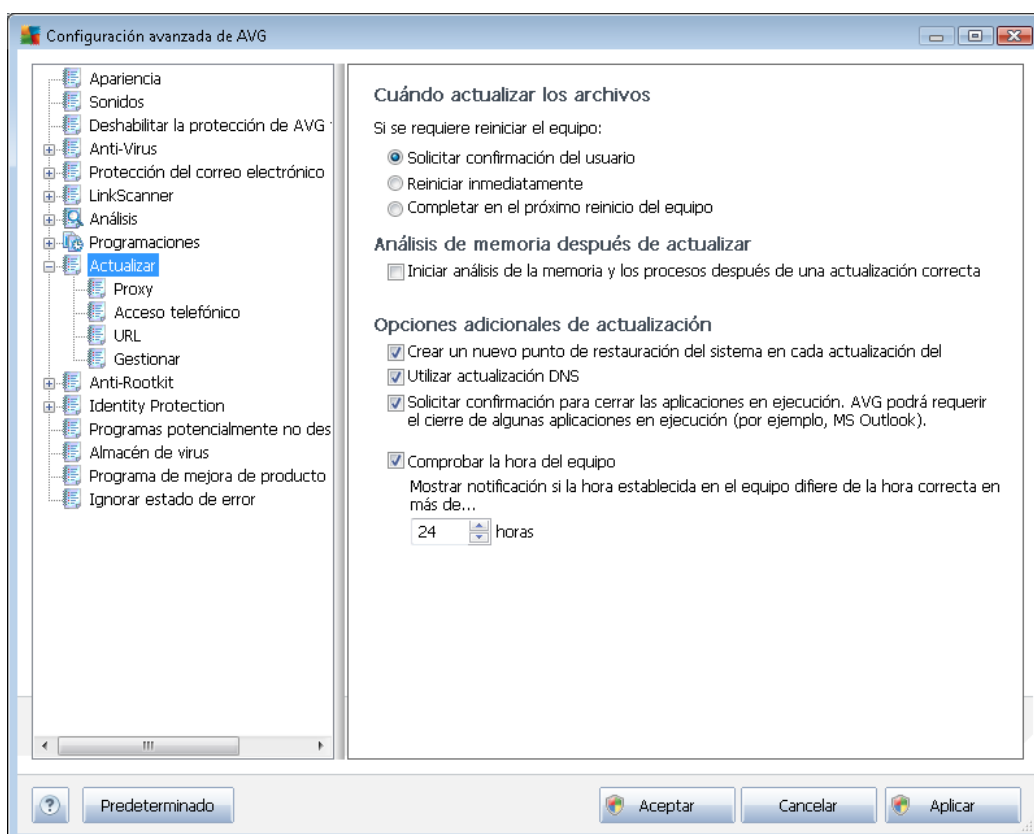 Configuración avanzada de AVG
Apariencia
Sonidos
Deshabilitar la protección de AVG
Anti-Virus
Protección del correo electrónico
LinkScanner
Análisis
Programaciones
Actualizar
Proxy
Acceso telefónico
URL
Gestionar
Anti-Rootkit
Identity Protection
Programas potencialmente no des
Almacén de virus
Programa de mejora de producto
Ignorar estado de error
Cuándo actualizar los archivos
Si se requiere reiniciar el equipo:
Solicitar confirmación del usuario
Reiniciar inmediatamente
Completar en el próximo reinicio del equipo
Análisis de memoria después de actualizar
Iniciar análisis de la memoria y los procesos después de una actualización correcta
Opciones adicionales de actualización
Crear un nuevo punto de restauración del sistema en cada actualización del
Utilizar actualización DNS
Solicitar confirmación para cerrar las aplicaciones en ejecución. AVG podrá requerir
el cierre de algunas aplicaciones en ejecución (por ejemplo, MS Outlook).
Comprobar la hora del equipo
Mostrar notificación si la hora establecida en el equipo difiere de la hora correcta en
más de...
24 horas
? Predeterminado Aceptar Cancelar Aplicar